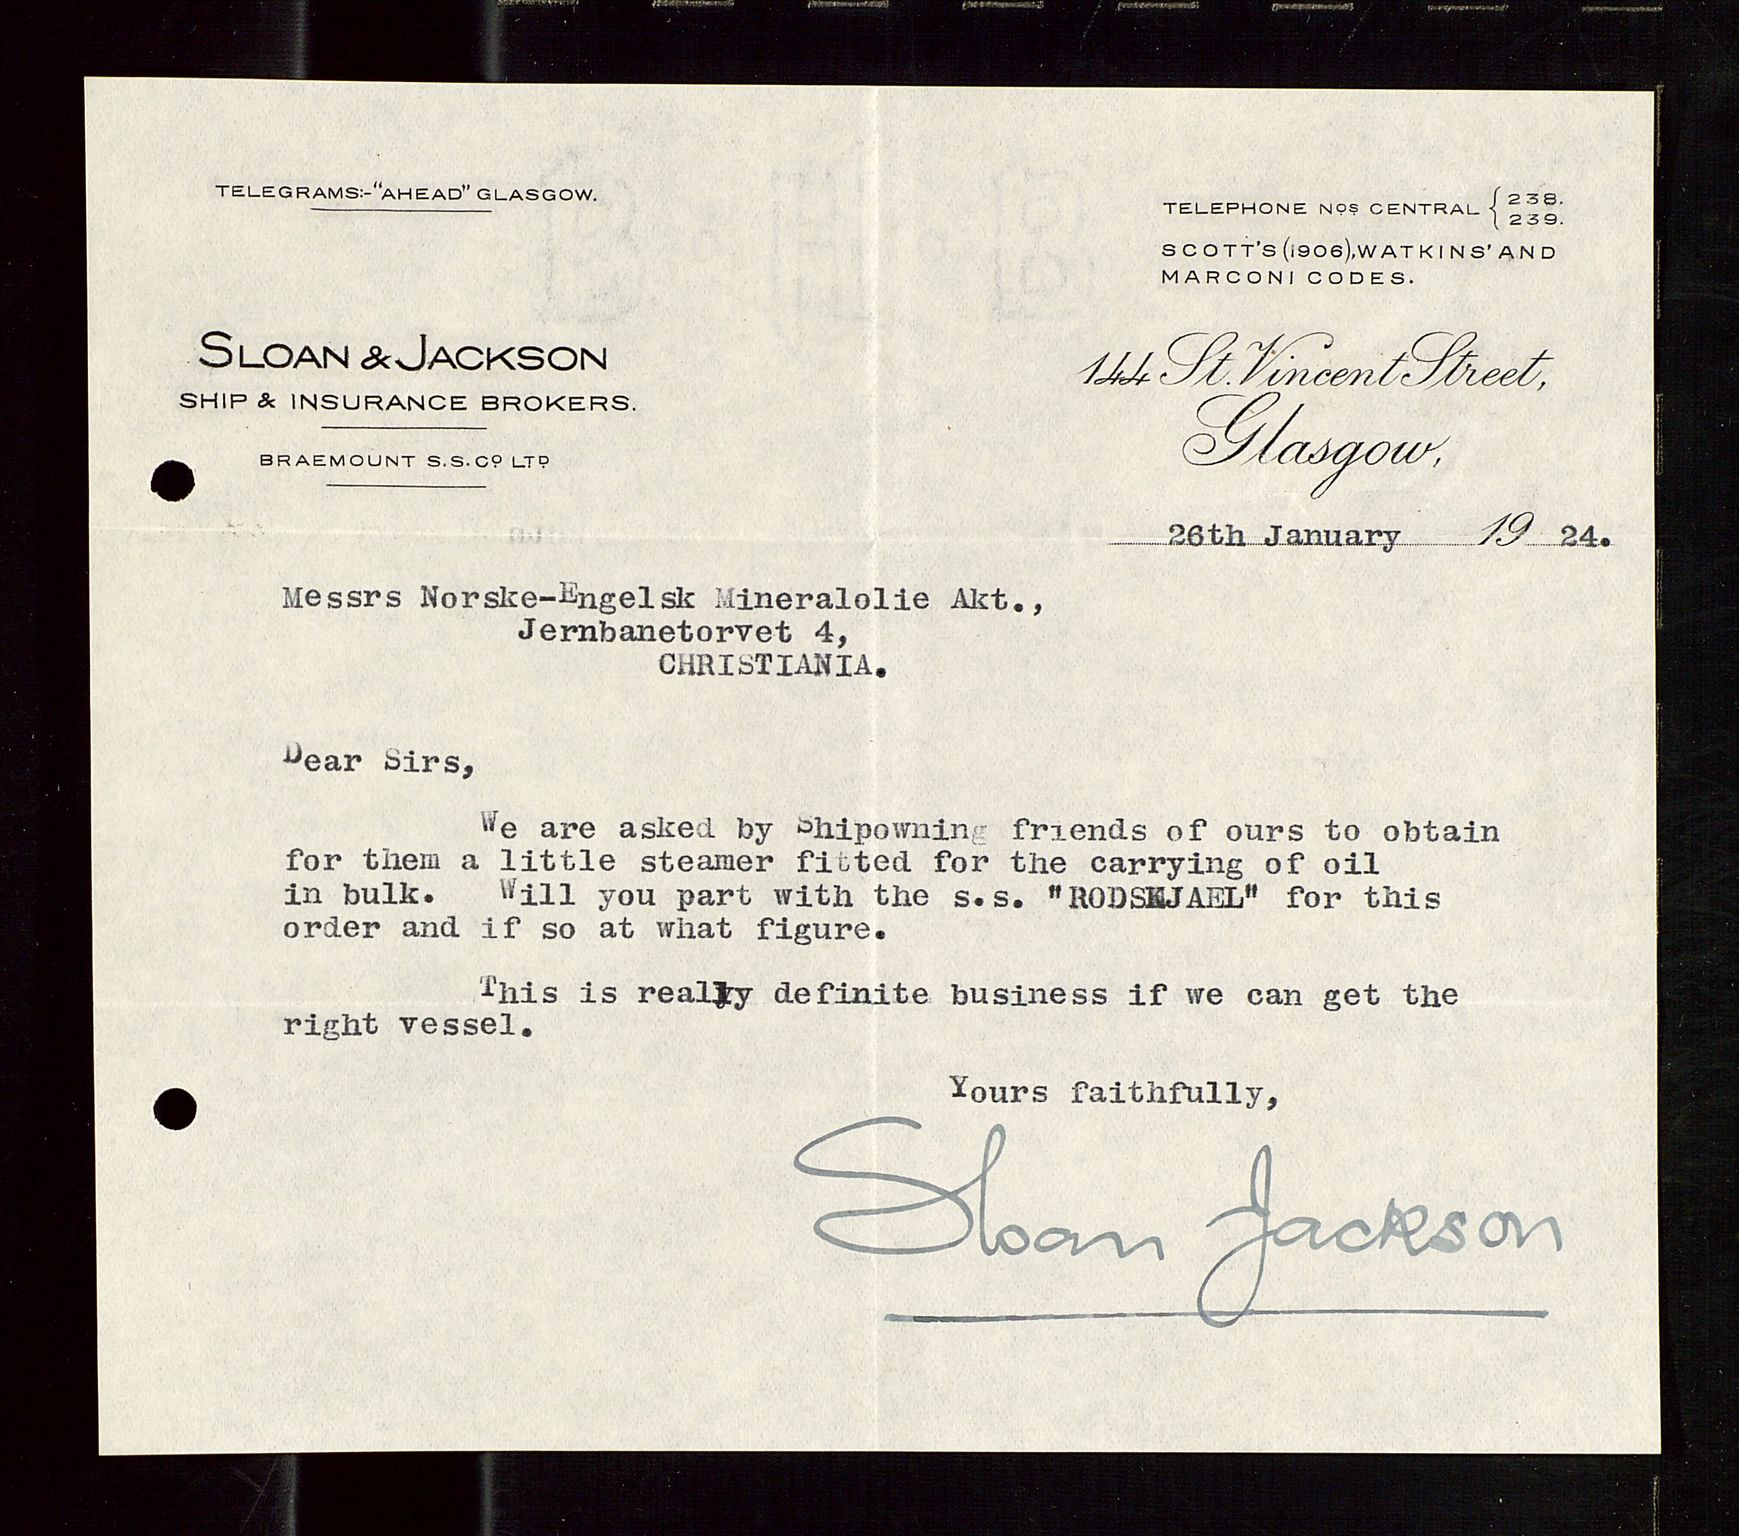 TELEGRAMS:-"AHEAD" GLASGOW.
TELEPHONE Nos CENTRAL { 238.
239.
SCOTT'S (1906), WATKINS' AND
MARCONI CODES.
SLOAN & JACKSON
SHIP & INSURANCE BROKERS.
BRAEMOUNT S.S. Co LTD
144 St. Vincent Street,
Glasgow,
26th January 19 24.
Messrs Norske-Engelsk Mineralolie Akt.,
Jernbanetorvet 4,
CHRISTIANIA.
Dear Sirs,
We are asked by Shipowning friends of ours to obtain
for them a little steamer fitted for the carrying of oil
in bulk. Will you part with the s.s. "RODSKJAEL" for this
order and if so at what figure.
This is really definite business if we can get the
right vessel.
Yours faithfully,
Sloan Jackson